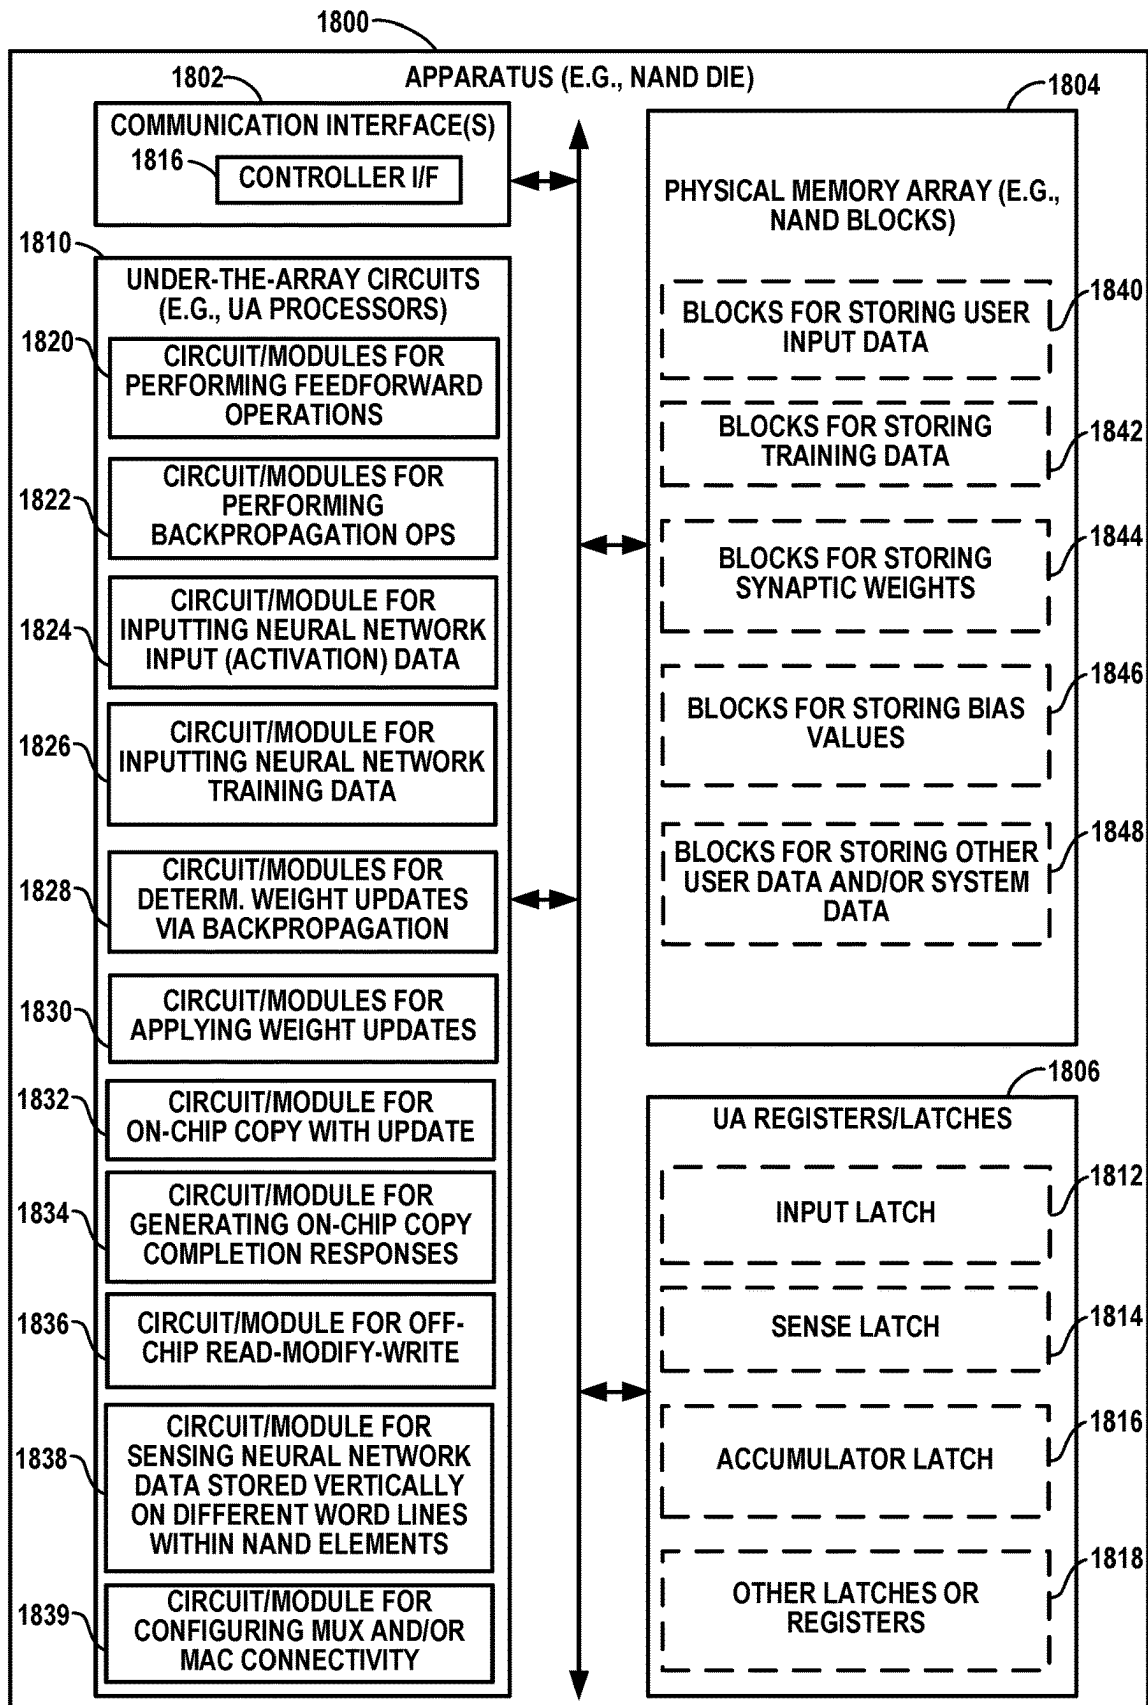 1800
APPARATUS (E.G., NAND DIE)
1802
COMMUNICATION INTERFACE(S)
1816
CONTROLLER I/F
1810
UNDER-THE-ARRAY CIRCUITS
(E.G., UA PROCESSORS)
1820
CIRCUIT/MODULES FOR
PERFORMING FEEDFORWARD
OPERATIONS
1822
CIRCUIT/MODULES FOR
PERFORMING
BACKPROPAGATION OPS
1824
CIRCUIT/MODULE FOR
INPUTTING NEURAL NETWORK
INPUT (ACTIVATION) DATA
1826
CIRCUIT/MODULE FOR
INPUTTING NEURAL NETWORK
TRAINING DATA
1828
CIRCUIT/MODULES FOR
DETERM. WEIGHT UPDATES
VIA BACKPROPAGATION
1830
CIRCUIT/MODULES FOR
APPLYING WEIGHT UPDATES
1832
CIRCUIT/MODULE FOR
ON-CHIP COPY WITH UPDATE
1834
CIRCUIT/MODULE FOR
GENERATING ON-CHIP COPY
COMPLETION RESPONSES
1836
CIRCUIT/MODULE FOR OFF-
CHIP READ-MODIFY-WRITE
1838
CIRCUIT/MODULE FOR
SENSING NEURAL NETWORK
DATA STORED VERTICALLY
ON DIFFERENT WORD LINES
WITHIN NAND ELEMENTS
1839
CIRCUIT/MODULE FOR
CONFIGURING MUX AND/OR
MAC CONNECTIVITY
1804
PHYSICAL MEMORY ARRAY (E.G.,
NAND BLOCKS)
1840
BLOCKS FOR STORING USER
INPUT DATA
1842
BLOCKS FOR STORING
TRAINING DATA
1844
BLOCKS FOR STORING
SYNAPTIC WEIGHTS
1846
BLOCKS FOR STORING BIAS
VALUES
1848
BLOCKS FOR STORING OTHER
USER DATA AND/OR SYSTEM
DATA
1806
UA REGISTERS/LATCHES
1812
INPUT LATCH
1814
SENSE LATCH
1816
ACCUMULATOR LATCH
1818
OTHER LATCHES OR
REGISTERS